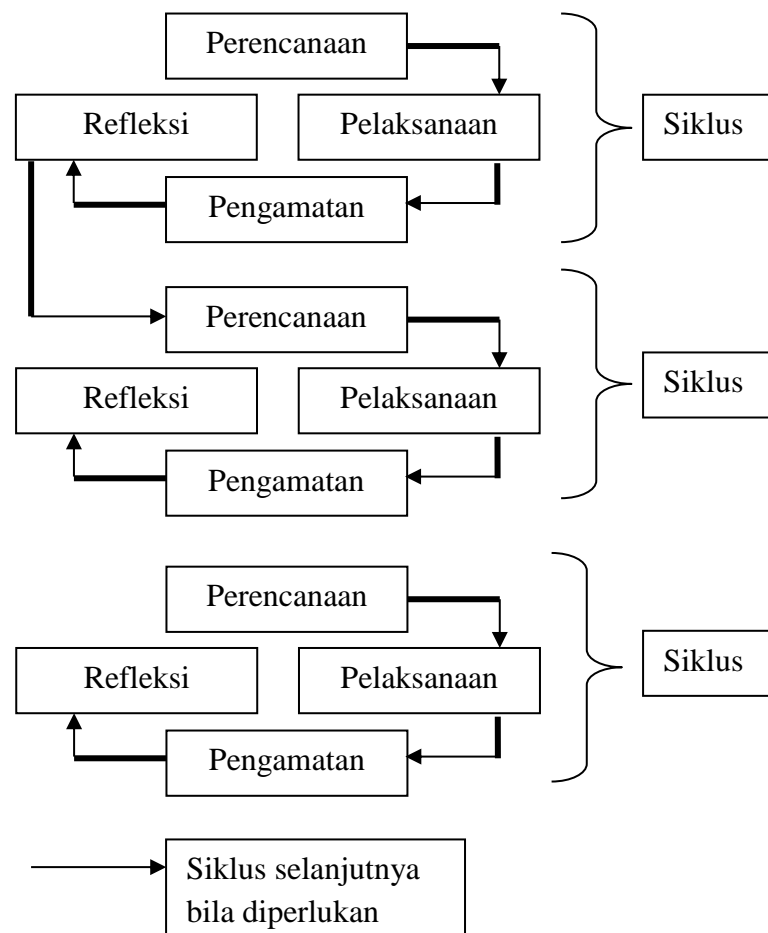 Perencanaan
Refleksi
Pelaksanaan
Siklus
Pengamatan
Perencanaan
Refleksi
Pelaksanaan
Siklus
Pengamatan
Perencanaan
Refleksi
Pelaksanaan
Siklus
Pengamatan
Siklus selanjutnya
bila diperlukan